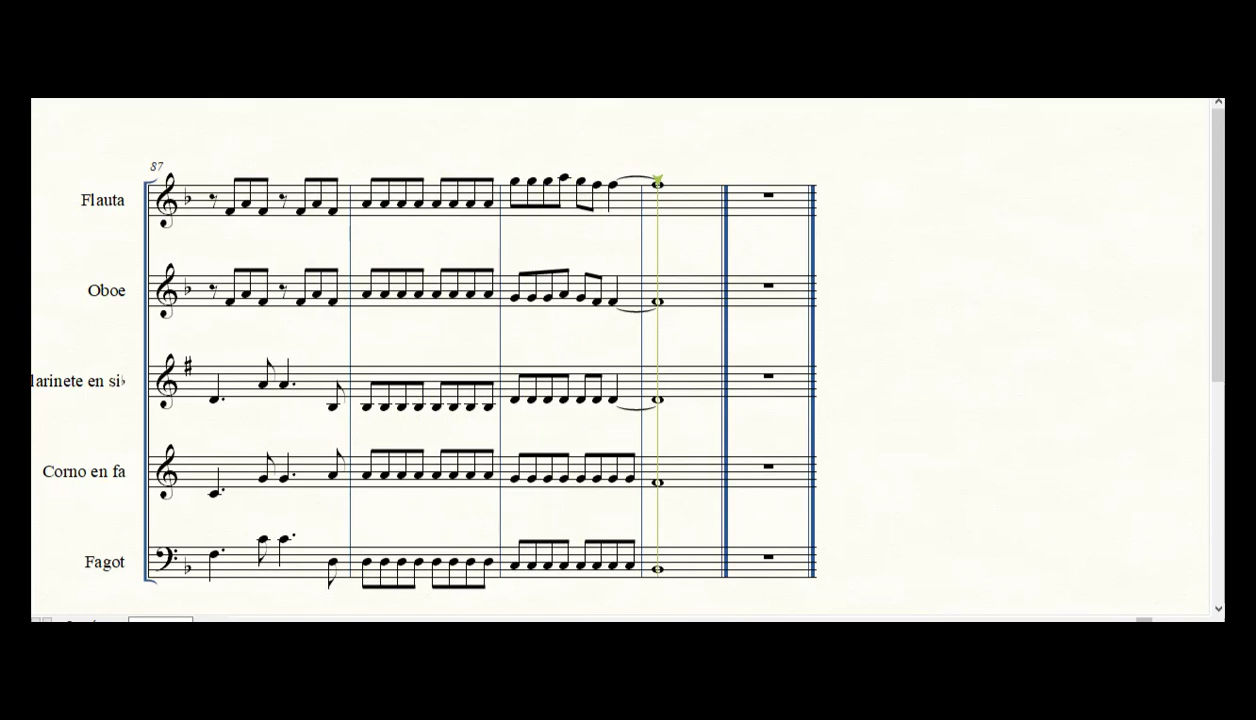 87
Flauta
Oboe
larinete en si♭
Corno en fa
Fagot